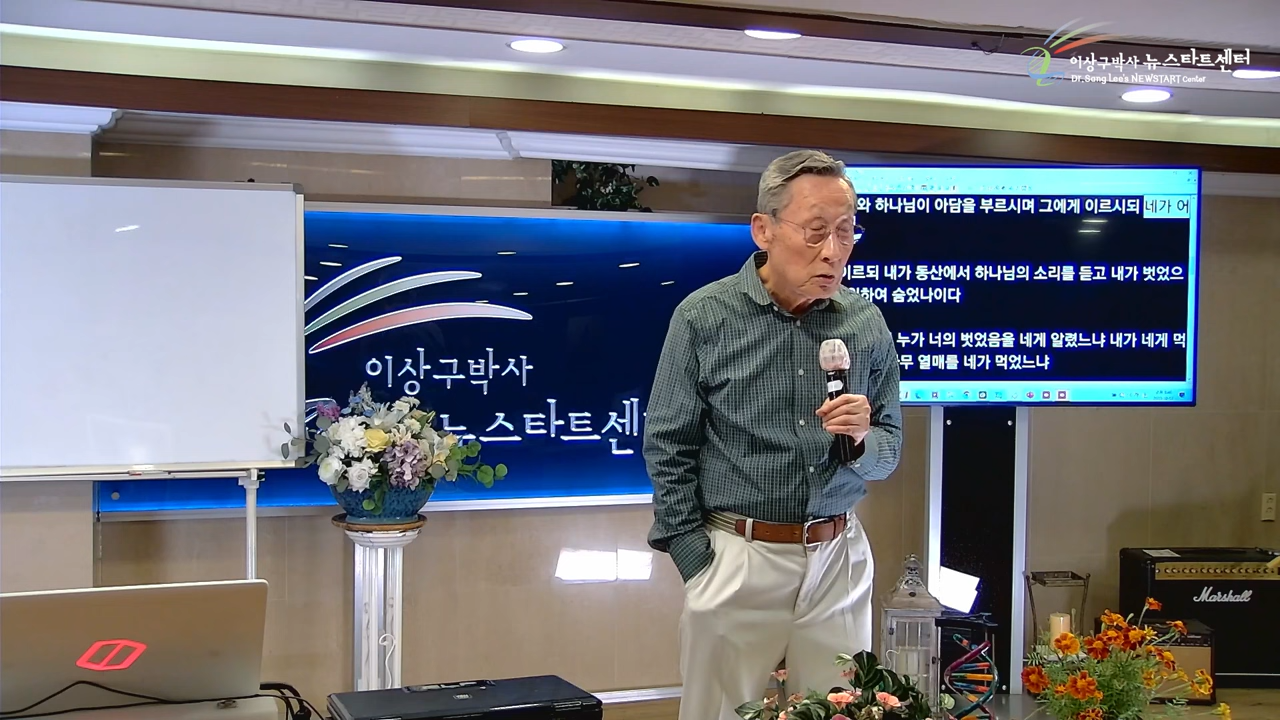 이상구박사 뉴스타트센터
Dr. Sang Lee's NEWSTART Center
와 하나님이 아담을 부르시며 그에게 이르시되 네가 어
이르되 내가 동산에서 하나님의 소리를 듣고 내가 벗었으
하여 숨었나이다
누가 너의 벗었음을 네게 알렸느냐 내가 네게 먹
열매를 네가 먹었느냐
이상구박사
뉴스타트센
Marshall